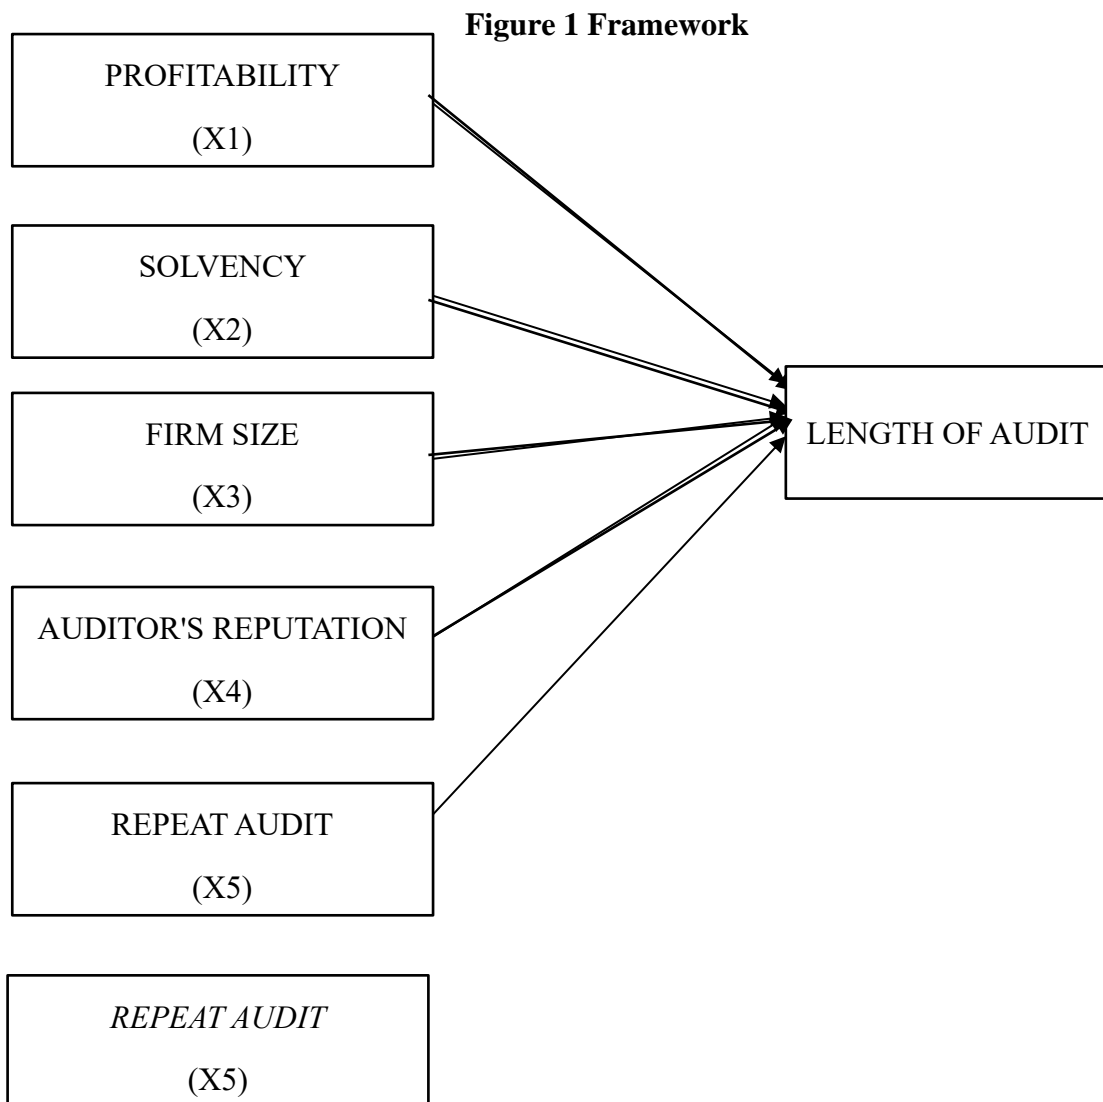 Figure 1 Framework
PROFITABILITY
(X1)
SOLVENCY
(X2)
FIRM SIZE
(X3)
LENGTH OF AUDIT
AUDITOR'S REPUTATION
(X4)
REPEAT AUDIT
(X5)
REPEAT AUDIT
(X5)